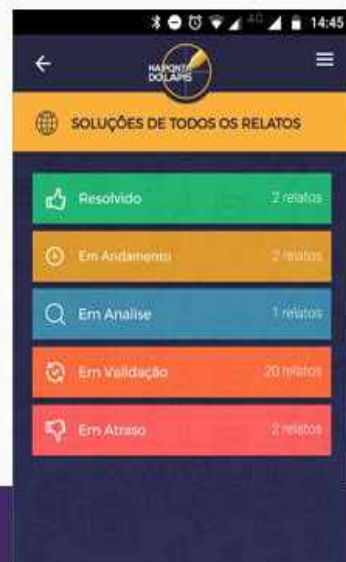 4G 14:45
NA PONTA
DO LÁPIS
SOLUÇÕES DE TODOS OS RELATOS
Resolvido 2 relatos
Em Andamento 2 relatos
Em Analise 1 relatos
Em Validação 20 relatos
Em Atraso 2 relatos